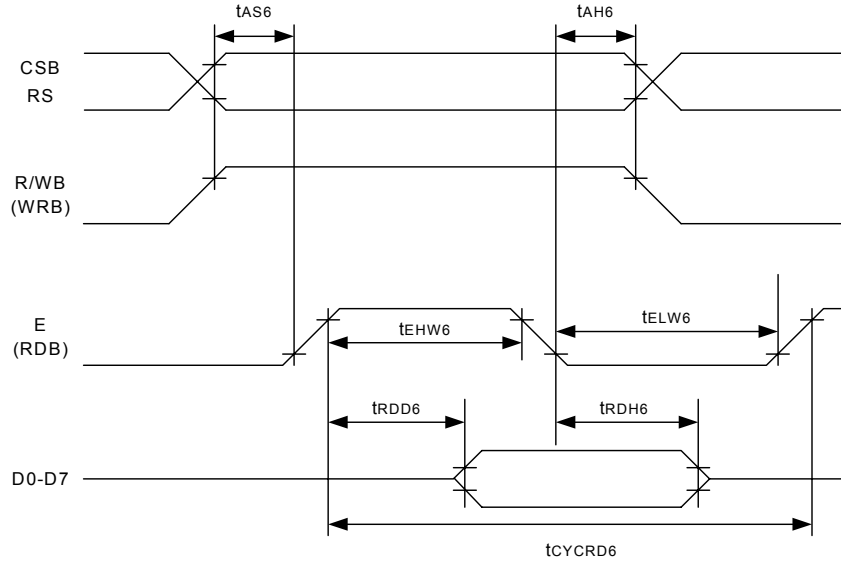 tAS6
tAH6
CSB
RS
R/WB
(WRB)
E
(RDB)
tEHW6
tELW6
tRDD6
tRDH6
D0-D7
tCYCRD6